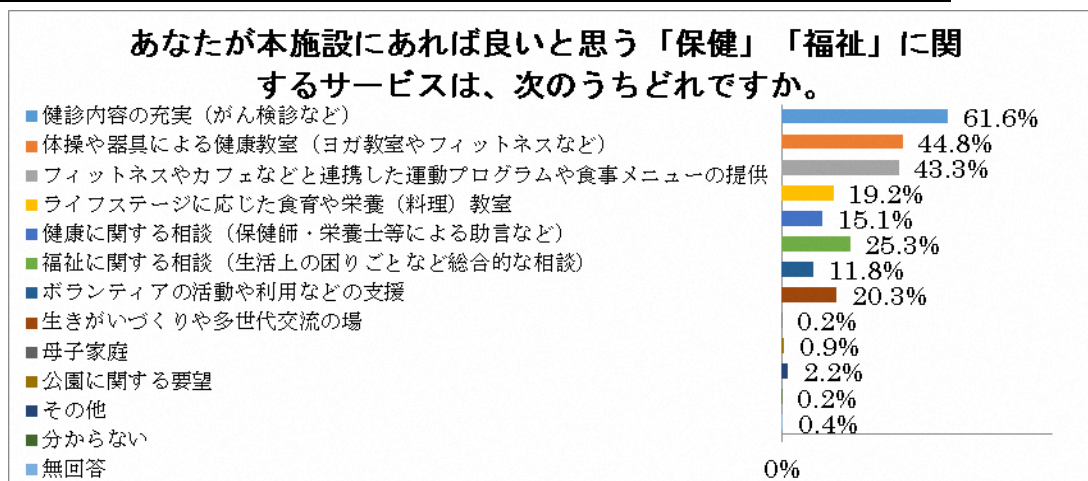 あなたが本施設にあれば良いと思う「保健」「福祉」に関
するサービスは、次のうちどれですか。
健診内容の充実（がん検診など）
体操や器具による健康教室（ヨガ教室やフィットネスなど）
フィットネスやカフェなどと連携した運動プログラムや食事メニューの提供
ライフステージに応じた食育や栄養（料理）教室
健康に関する相談（保健師・栄養士等による助言など）
福祉に関する相談（生活上の困りごとなど総合的な相談）
ボランティアの活動や利用などの支援
生きがいづくりや多世代交流の場
母子家庭
公園に関する要望
その他
分からない
無回答
61.6%
44.8%
43.3%
19.2%
15.1%
25.3%
11.8%
20.3%
0.2%
0.9%
2.2%
0.2%
0.4%
0%